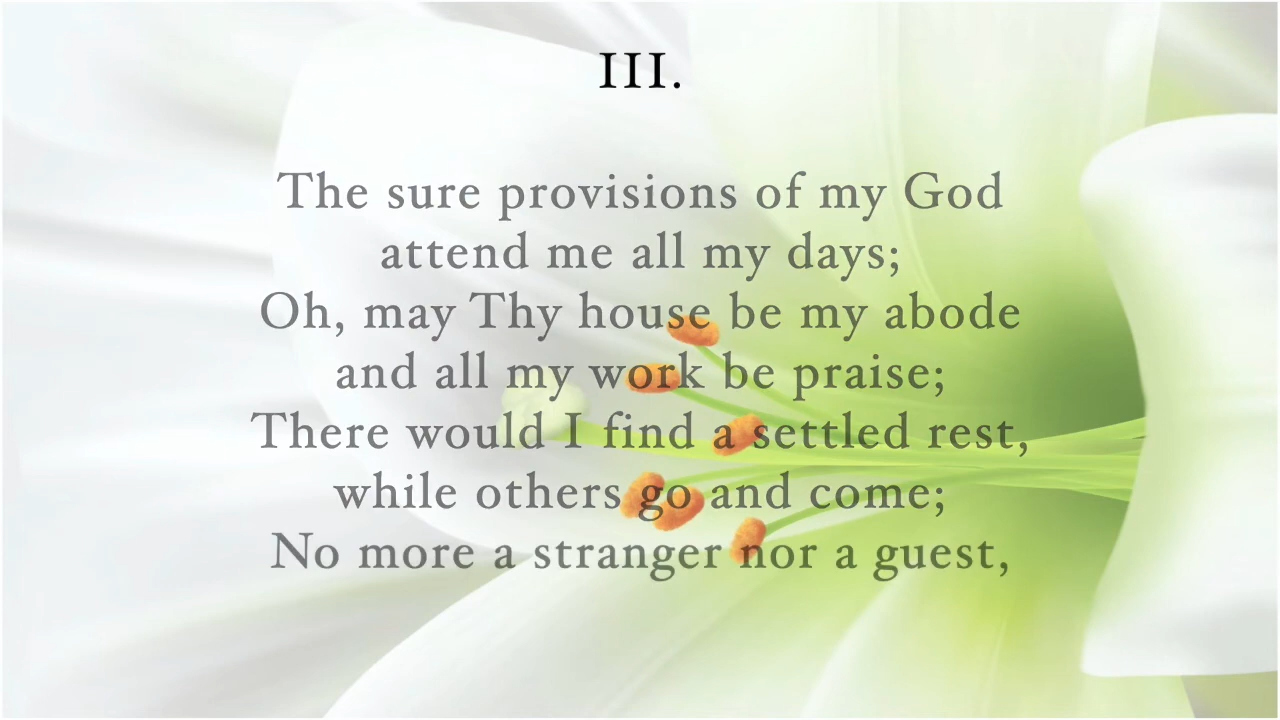 III.
The sure provisions of my God
attend me all my days;
Oh, may Thy house be my abode
and all my work be praise;
There would I find a settled rest,
while others go and come;
No more a stranger nor a guest,